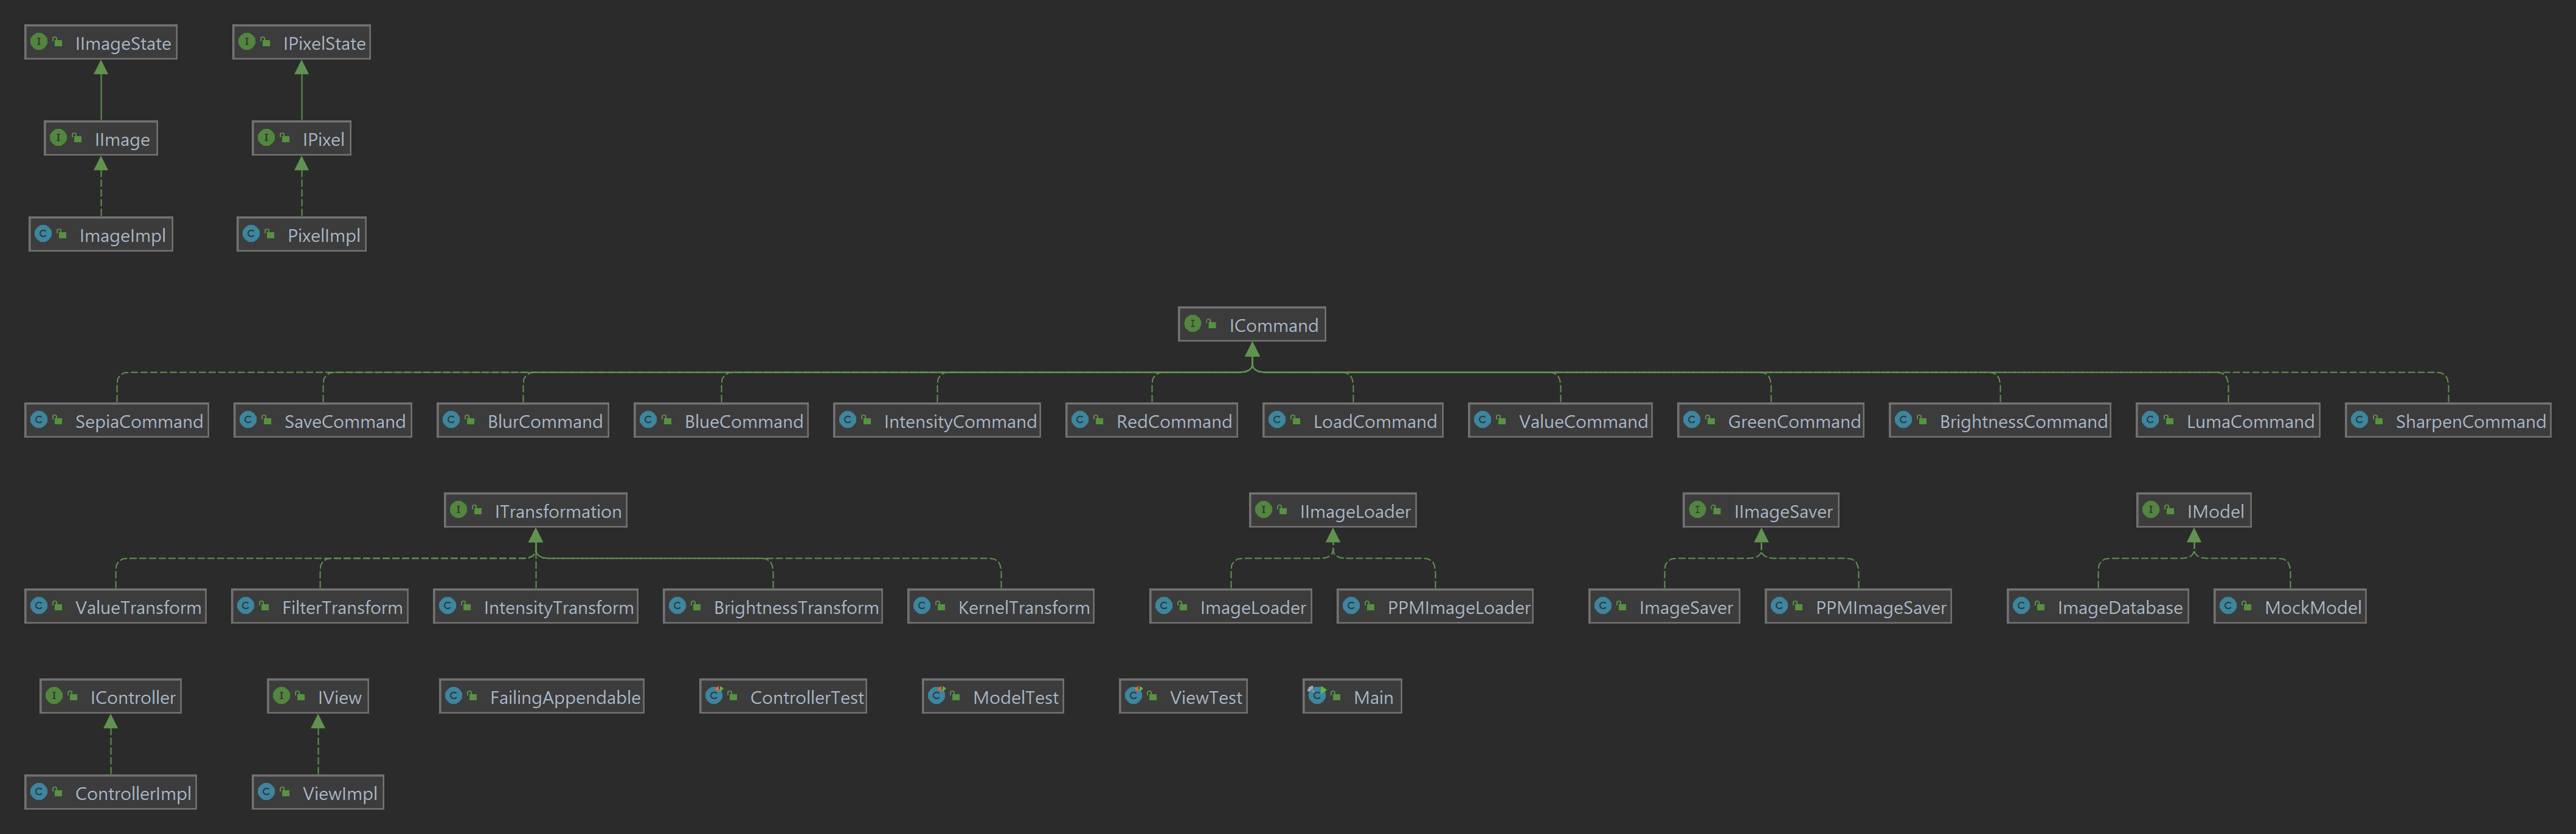 IImageState IPixelState
IImage IPixel
ImageImpl PixelImpl
ICommand
SepiaCommand SaveCommand BlurCommand BlueCommand IntensityCommand RedCommand LoadCommand ValueCommand GreenCommand BrightnessCommand LumaCommand SharpenCommand
ITransformation IImageLoader IImageSaver IModel
ValueTransform FilterTransform IntensityTransform BrightnessTransform KernelTransform ImageLoader PPMImageLoader ImageSaver PPMImageSaver ImageDatabase MockModel
IController IView FailingAppendable ControllerTest ModelTest ViewTest Main
ControllerImpl ViewImpl